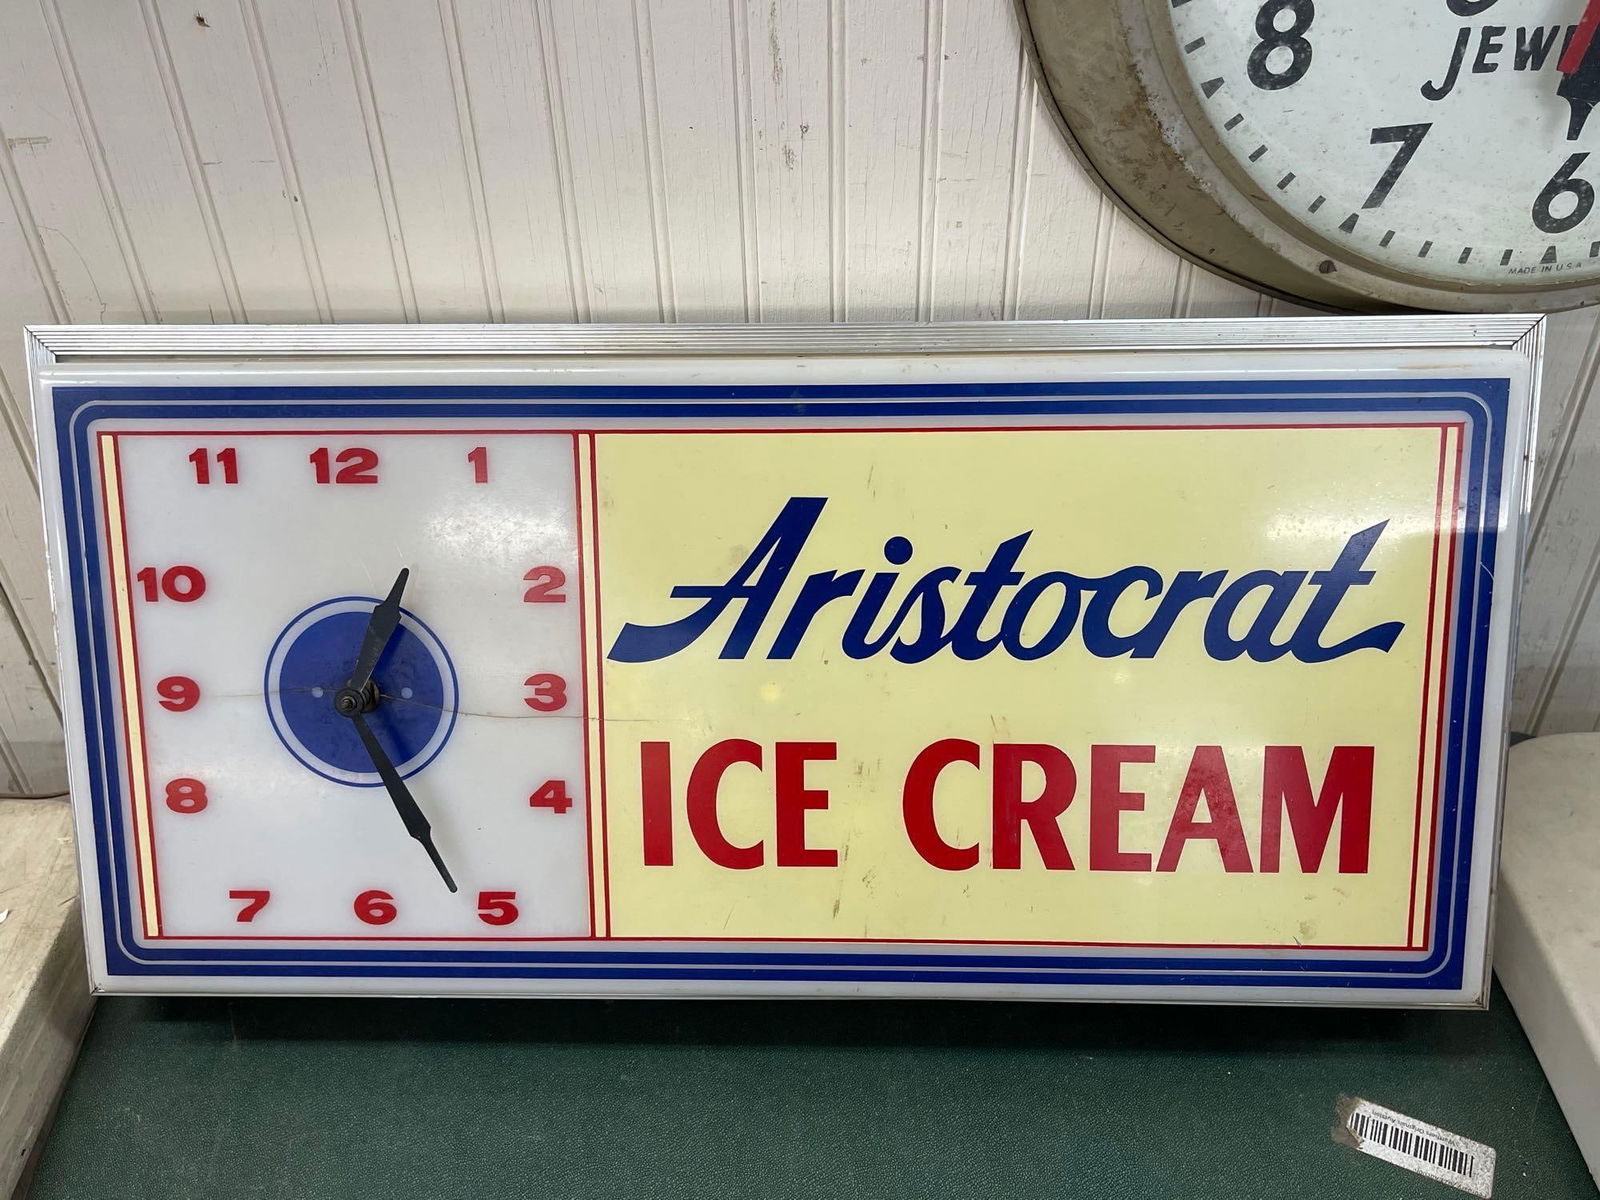 8
JEW
7
6
MADE IN U.S.A.
11 12 1
10 2
9 3
8 4
7 6 5
Aristocrat
ICE CREAM